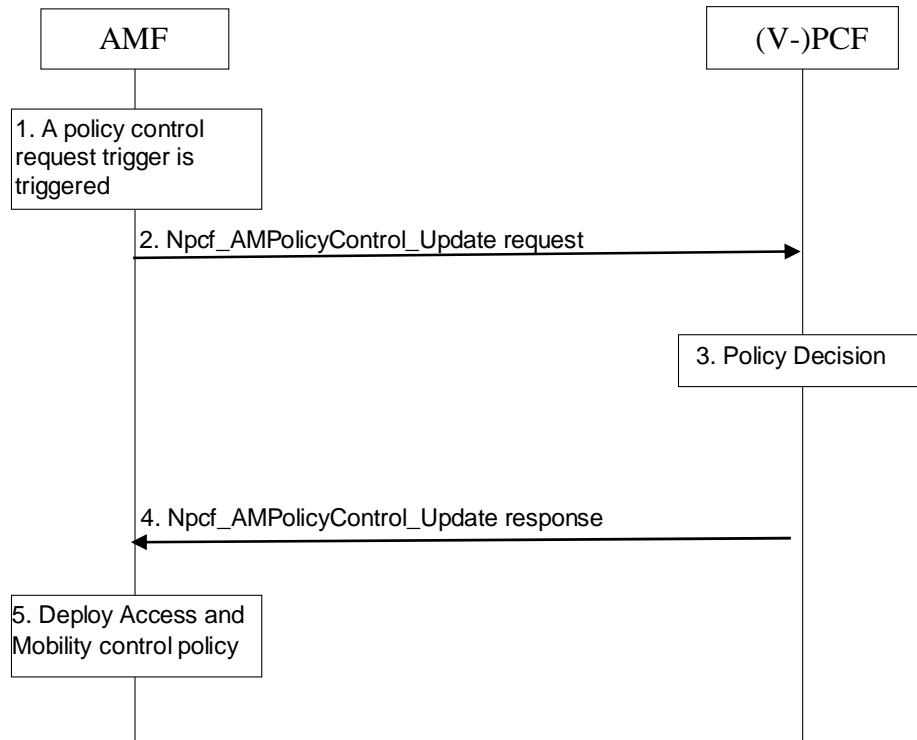 AMF
(V-)PCF
1. A policy control
request trigger is
triggered
2. Npcf_AMPolicyControl_Update request
3. Policy Decision
4. Npcf_AMPolicyControl_Update response
5. Deploy Access and
Mobility control policy